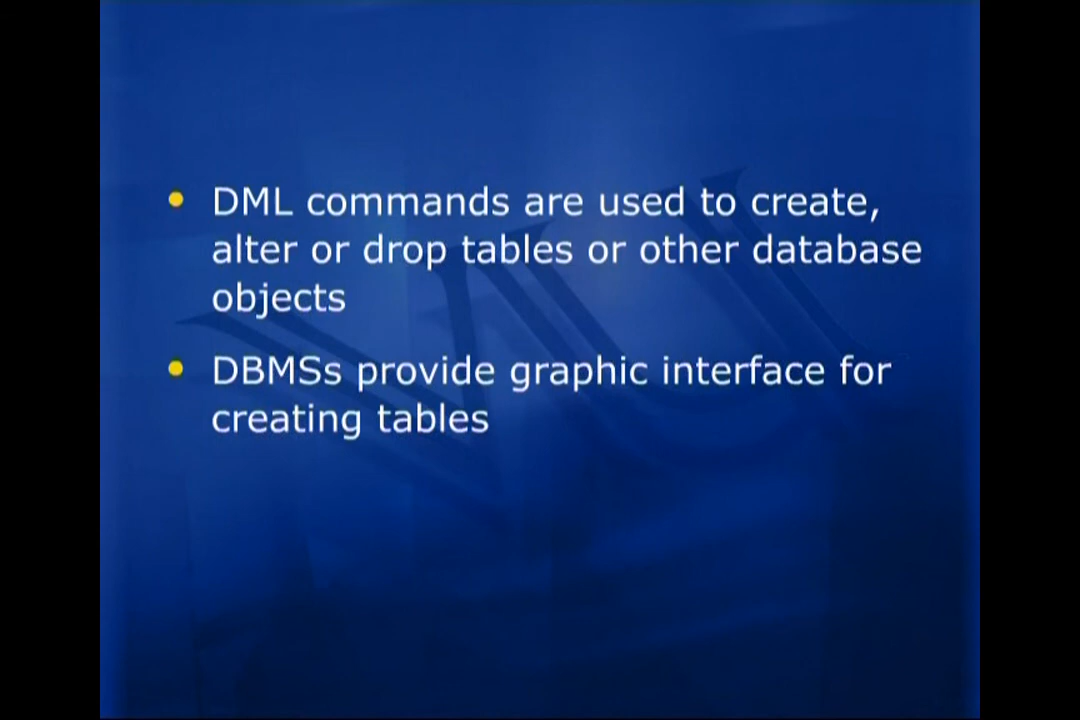 • DML commands are used to create,
alter or drop tables or other database
objects
• DBMSs provide graphic interface for
creating tables
VU